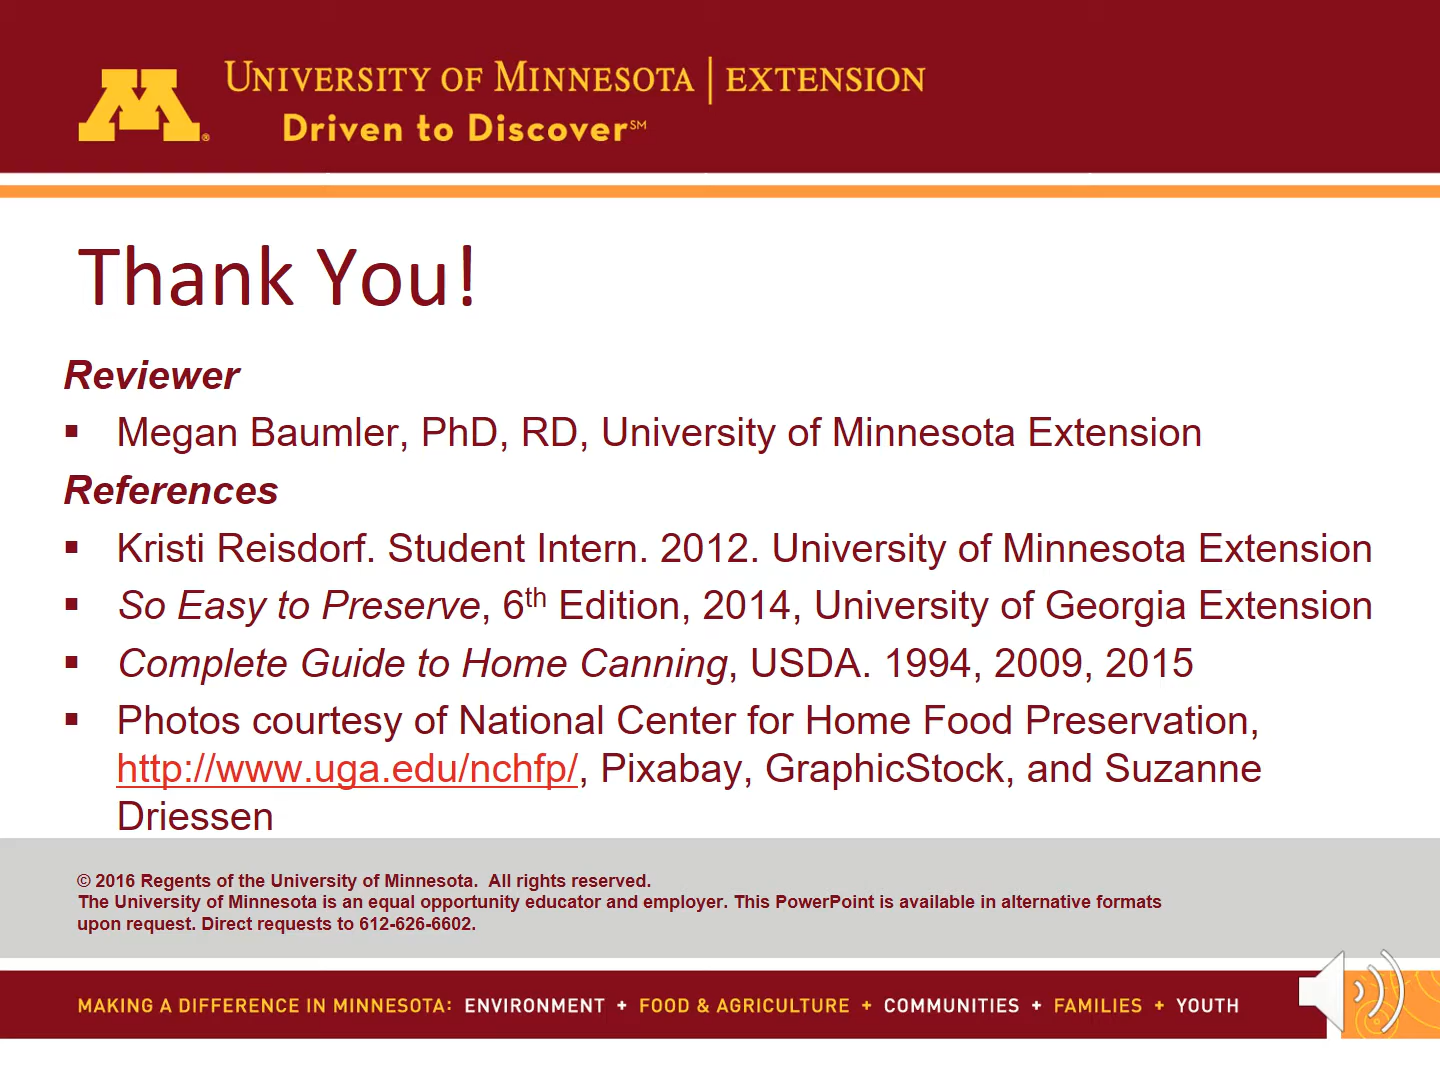 UNIVERSITY OF MINNESOTA | EXTENSION
Driven to Discover℠
M®
Thank You!
Reviewer
▪ Megan Baumler, PhD, RD, University of Minnesota Extension
References
▪ Kristi Reisdorf. Student Intern. 2012. University of Minnesota Extension
▪ So Easy to Preserve, 6th Edition, 2014, University of Georgia Extension
▪ Complete Guide to Home Canning, USDA. 1994, 2009, 2015
▪ Photos courtesy of National Center for Home Food Preservation,
http://www.uga.edu/nchfp/, Pixabay, GraphicStock, and Suzanne
Driessen
© 2016 Regents of the University of Minnesota.  All rights reserved.
The University of Minnesota is an equal opportunity educator and employer. This PowerPoint is available in alternative formats
upon request. Direct requests to 612-626-6602.
MAKING A DIFFERENCE IN MINNESOTA: ENVIRONMENT + FOOD & AGRICULTURE + COMMUNITIES + FAMILIES + YOUTH